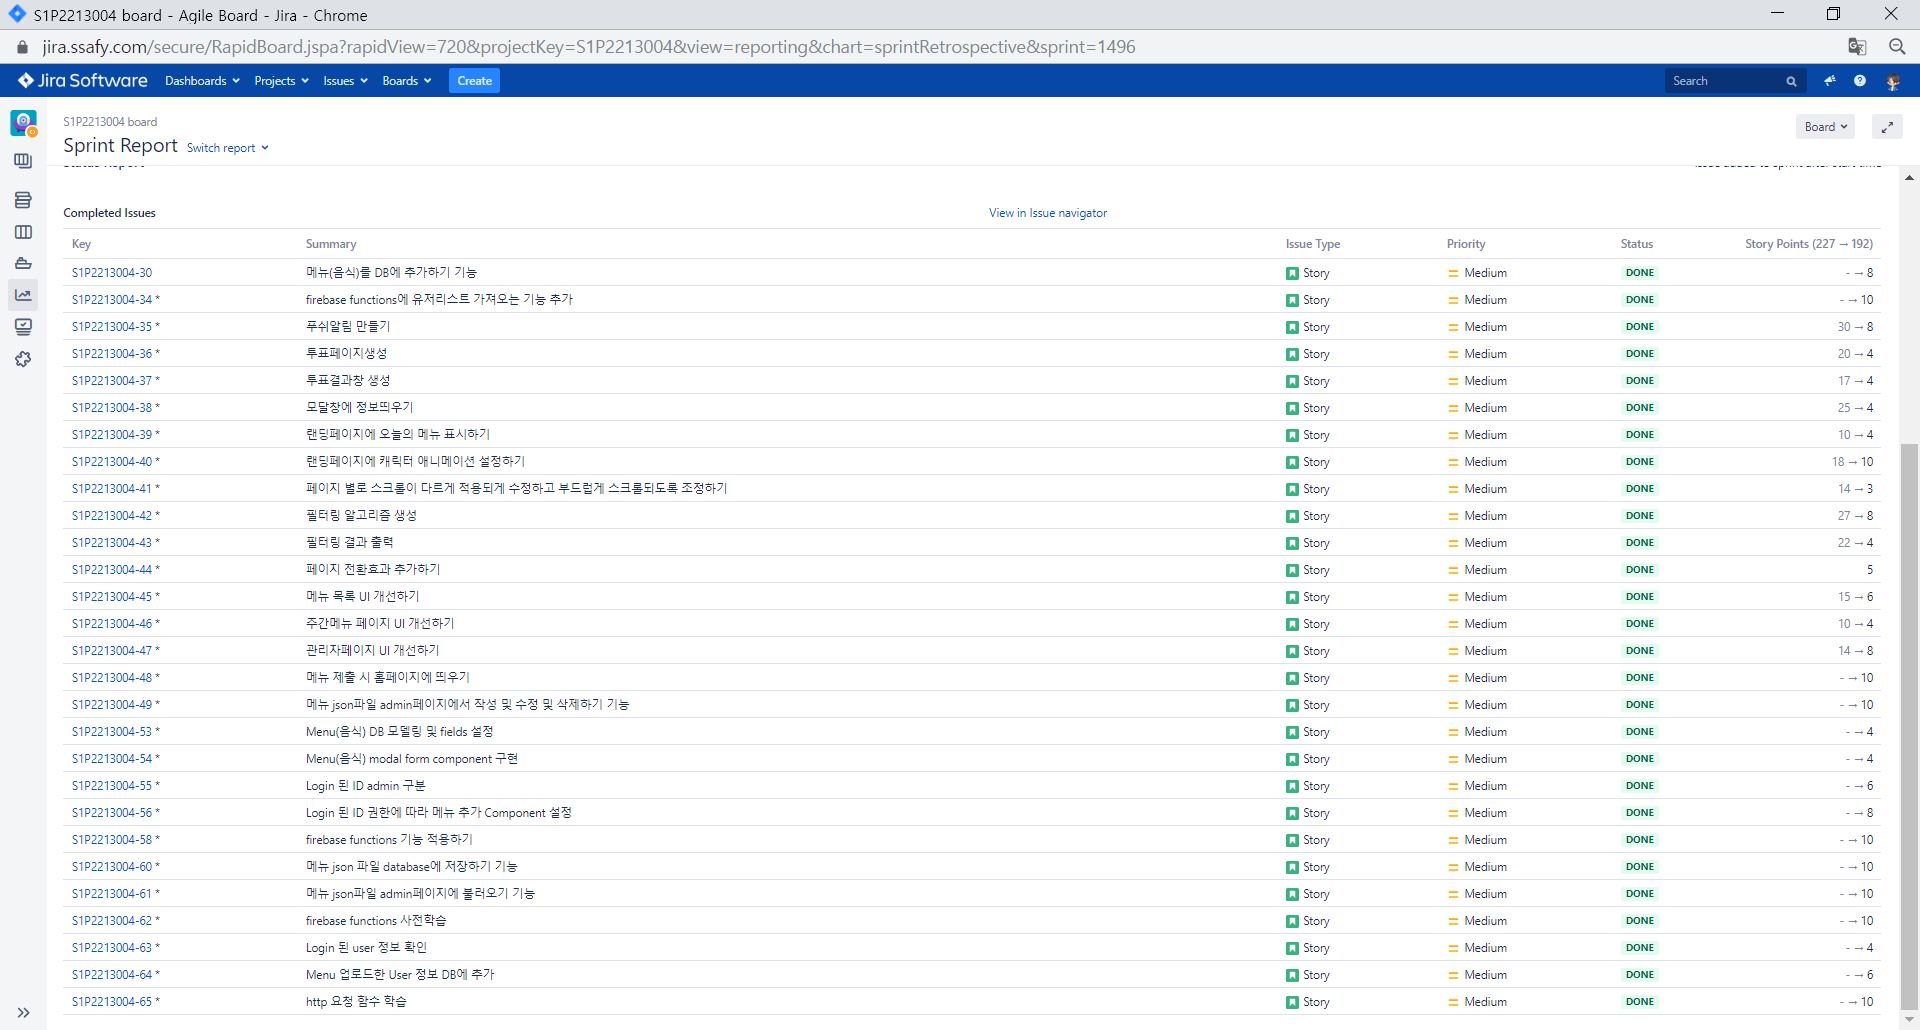 S1P2213004 board - Agile Board - Jira - Chrome
jira.ssafy.com/secure/RapidBoard.jspa?rapidView=720&projectKey=S1P2213004&view=reporting&chart=sprintRetrospective&sprint=1496
Jira Software Dashboards Projects Issues Boards Create Search
S1P2213004 board
Sprint Report Switch report Board
Status Report Issue added to sprint after start time
Completed Issues View in Issue navigator
Key Summary Issue Type Priority Status Story Points (227 → 192)
S1P2213004-30 메뉴(음식)를 DB에 추가하기 기능 Story Medium DONE - → 8
S1P2213004-34 * firebase functions에 유저리스트 가져오는 기능 추가 Story Medium DONE - → 10
S1P2213004-35 * 푸쉬알림 만들기 Story Medium DONE 30 → 8
S1P2213004-36 * 투표페이지생성 Story Medium DONE 20 → 4
S1P2213004-37 * 투표결과창 생성 Story Medium DONE 17 → 4
S1P2213004-38 * 모달창에 정보띄우기 Story Medium DONE 25 → 4
S1P2213004-39 * 랜딩페이지에 오늘의 메뉴 표시하기 Story Medium DONE 10 → 4
S1P2213004-40 * 랜딩페이지에 캐릭터 애니메이션 설정하기 Story Medium DONE 18 → 10
S1P2213004-41 * 페이지 별로 스크롤이 다르게 적용되게 수정하고 부드럽게 스크롤되도록 조정하기 Story Medium DONE 14 → 3
S1P2213004-42 * 필터링 알고리즘 생성 Story Medium DONE 27 → 8
S1P2213004-43 * 필터링 결과 출력 Story Medium DONE 22 → 4
S1P2213004-44 * 페이지 전환효과 추가하기 Story Medium DONE 5
S1P2213004-45 * 메뉴 목록 UI 개선하기 Story Medium DONE 15 → 6
S1P2213004-46 * 주간메뉴 페이지 UI 개선하기 Story Medium DONE 10 → 4
S1P2213004-47 * 관리자페이지 UI 개선하기 Story Medium DONE 14 → 8
S1P2213004-48 * 메뉴 제출 시 홈페이지에 띄우기 Story Medium DONE - → 10
S1P2213004-49 * 메뉴 json파일 admin페이지에서 작성 및 수정 및 삭제하기 기능 Story Medium DONE - → 10
S1P2213004-53 * Menu(음식) DB 모델링 및 fields 설정 Story Medium DONE - → 4
S1P2213004-54 * Menu(음식) modal form component 구현 Story Medium DONE - → 4
S1P2213004-55 * Login 된 ID admin 구분 Story Medium DONE - → 6
S1P2213004-56 * Login 된 ID 권한에 따라 메뉴 추가 Component 설정 Story Medium DONE - → 8
S1P2213004-58 * firebase functions 기능 적용하기 Story Medium DONE - → 10
S1P2213004-60 * 메뉴 json 파일 database에 저장하기 기능 Story Medium DONE - → 10
S1P2213004-61 * 메뉴 json파일 admin페이지에 불러오기 기능 Story Medium DONE - → 10
S1P2213004-62 * firebase functions 사전학습 Story Medium DONE - → 10
S1P2213004-63 * Login 된 user 정보 확인 Story Medium DONE - → 4
S1P2213004-64 * Menu 업로드한 User 정보 DB에 추가 Story Medium DONE - → 6
S1P2213004-65 * http 요청 함수 학습 Story Medium DONE - → 10